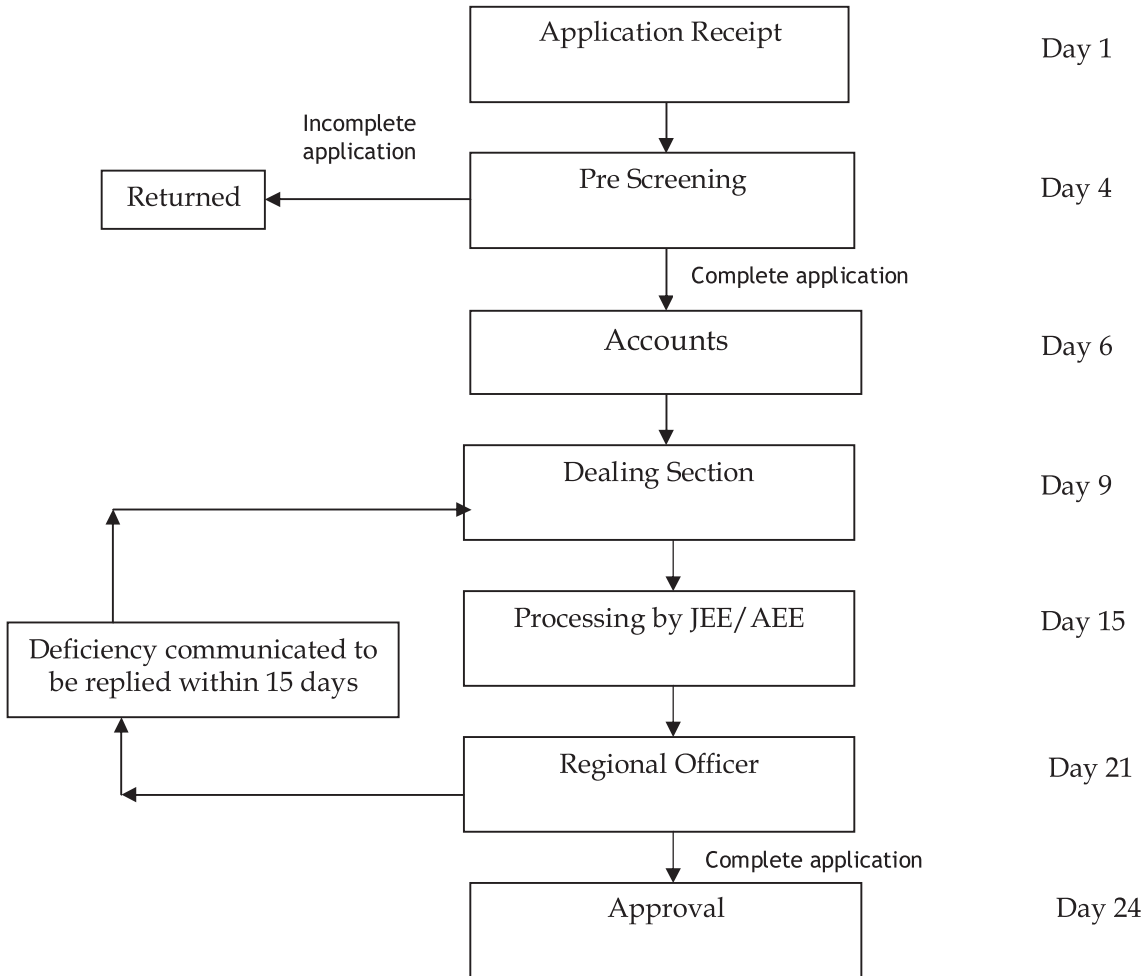 Application Receipt
Day 1
Incomplete
application
Pre Screening
Day 4
Returned
Complete application
Accounts
Day 6
Dealing Section
Day 9
Processing by JEE/AEE
Day 15
Deficiency communicated to
be replied within 15 days
Regional Officer
Day 21
Complete application
Approval
Day 24